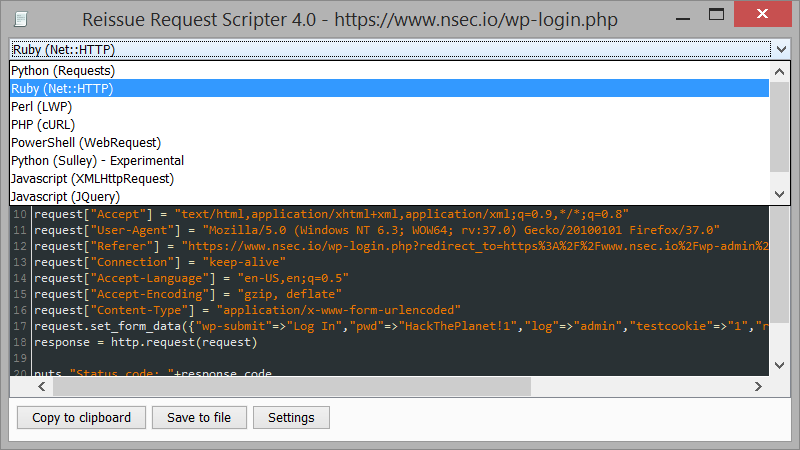 Reissue Request Scripter 4.0 - https://www.nsec.io/wp-login.php
Ruby (Net::HTTP)
Python (Requests)
Ruby (Net::HTTP)
Perl (LWP)
PHP (cURL)
PowerShell (WebRequest)
Python (Sulley) - Experimental
Javascript (XMLHttpRequest)
Javascript (JQuery)
10 request["Accept"] = "text/html,application/xhtml+xml,application/xml;q=0.9,*/*;q=0.8"
11 request["User-Agent"] = "Mozilla/5.0 (Windows NT 6.3; WOW64; rv:37.0) Gecko/20100101 Firefox/37.0"
12 request["Referer"] = "https://www.nsec.io/wp-login.php?redirect_to=https%3A%2F%2Fwww.nsec.io%2Fwp-admin%2
13 request["Connection"] = "keep-alive"
14 request["Accept-Language"] = "en-US,en;q=0.5"
15 request["Accept-Encoding"] = "gzip, deflate"
16 request["Content-Type"] = "application/x-www-form-urlencoded"
17 request.set_form_data({"wp-submit"=>"Log In","pwd"=>"HackThePlanet!1","log"=>"admin","testcookie"=>"1","r
18 response = http.request(request)
19
20 puts "Status code: "+response.code
Copy to clipboard
Save to file
Settings